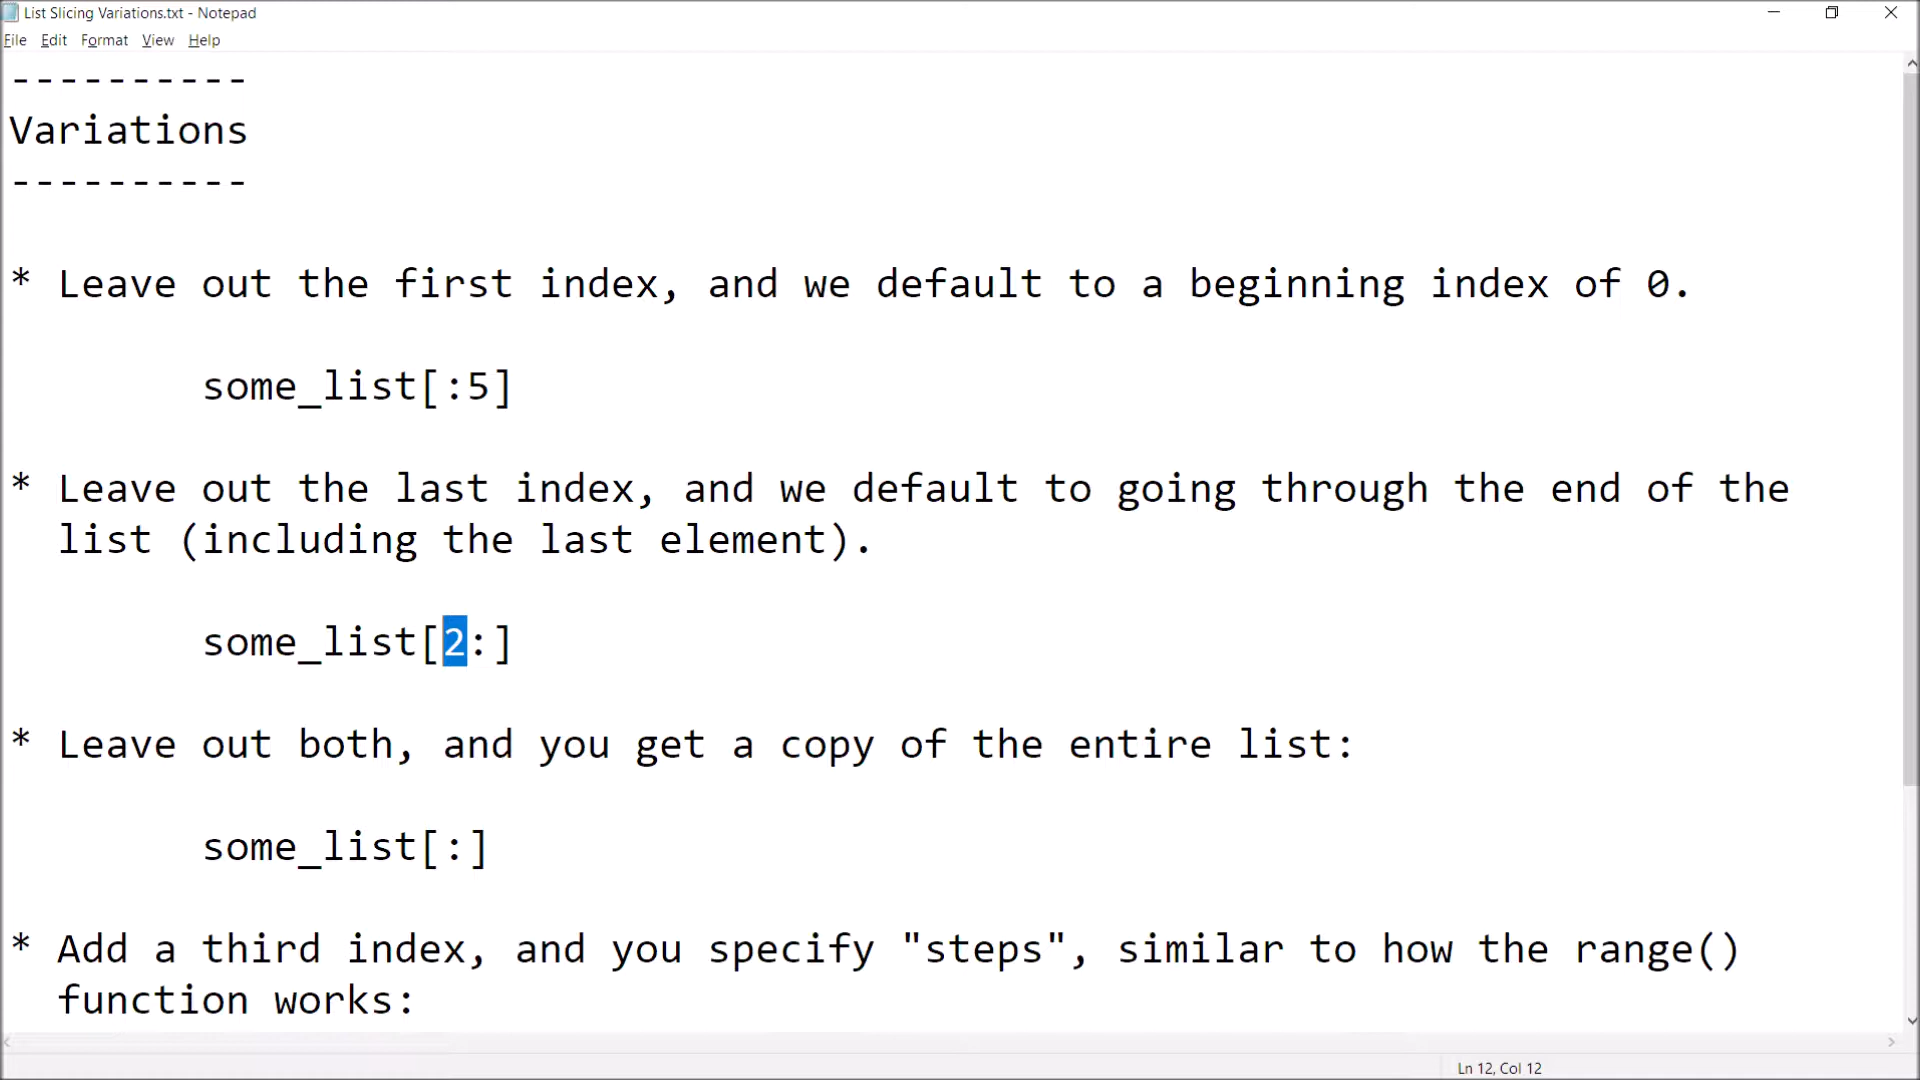 List Slicing Variations.txt - Notepad
File Edit Format View Help
----------
Variations
----------
* Leave out the first index, and we default to a beginning index of 0.
some_list[:5]
* Leave out the last index, and we default to going through the end of the
list (including the last element).
some_list[2:]
* Leave out both, and you get a copy of the entire list:
some_list[:]
* Add a third index, and you specify "steps", similar to how the range()
function works:
Ln 12, Col 12